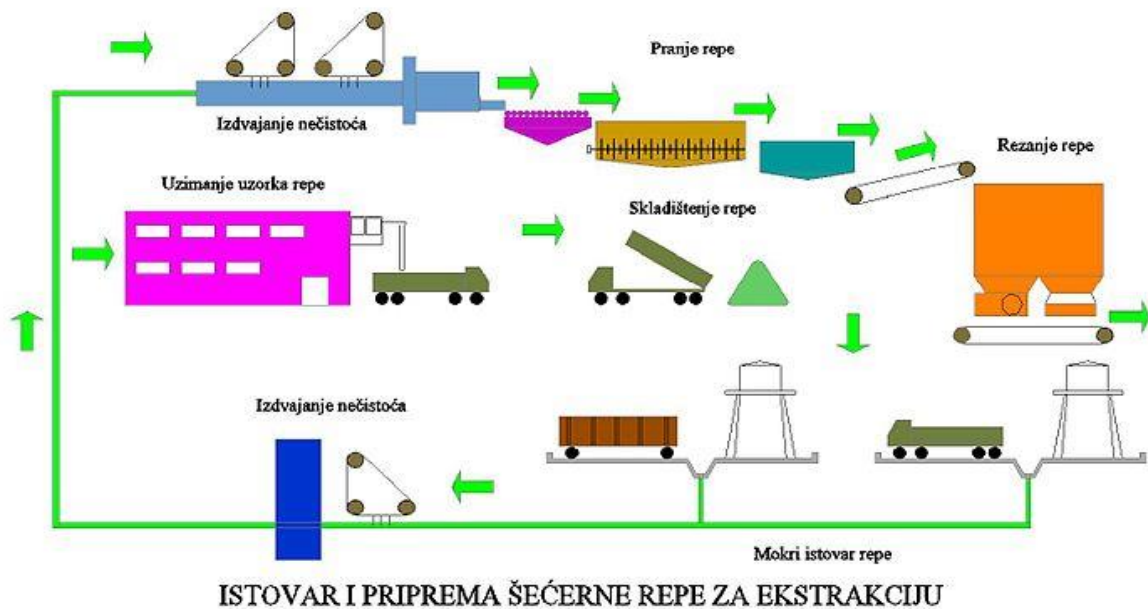 Pranje repe
Izdvajanje nečistoća
Rezanje repe
Uzimanje uzorka repe
Skladištenje repe
Izdvajanje nečistoća
Mokri istovar repe
ISTOVAR I PRIPREMA ŠEĆERNE REPE ZA EKSTRAKCIJU